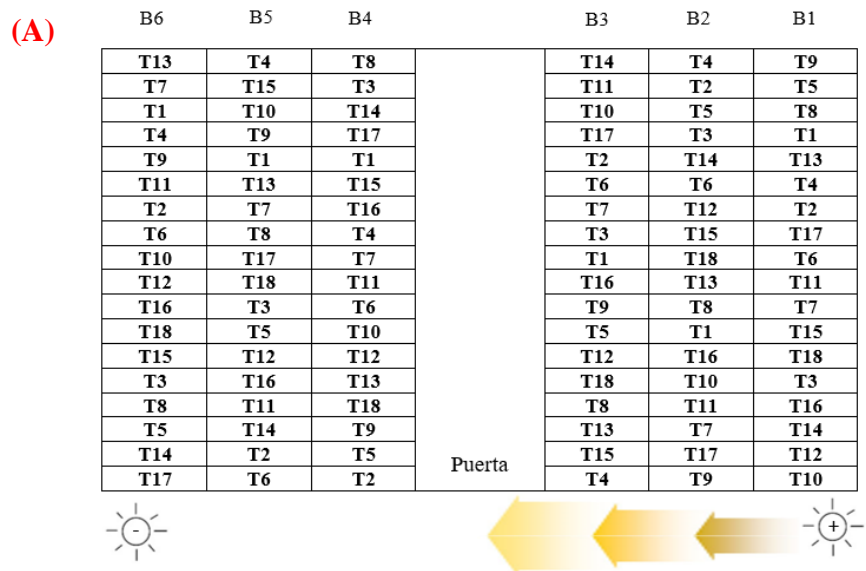 (A)
B6 B5 B4 B3 B2 B1
T13 T4 T8 T14 T4 T9
T7 T15 T3 T11 T2 T5
T1 T10 T14 T10 T5 T8
T4 T9 T17 T17 T3 T1
T9 T1 T1 T2 T14 T13
T11 T13 T15 T6 T6 T4
T2 T7 T16 T7 T12 T2
T6 T8 T4 T3 T15 T17
T10 T17 T7 T1 T18 T6
T12 T18 T11 T16 T13 T11
T16 T3 T6 T9 T8 T7
T18 T5 T10 T5 T1 T15
T15 T12 T12 T12 T16 T18
T3 T16 T13 T18 T10 T3
T8 T11 T18 T8 T11 T16
T5 T14 T9 T13 T7 T14
T14 T2 T5 Puerta T15 T17 T12
T17 T6 T2 T4 T9 T10
- +